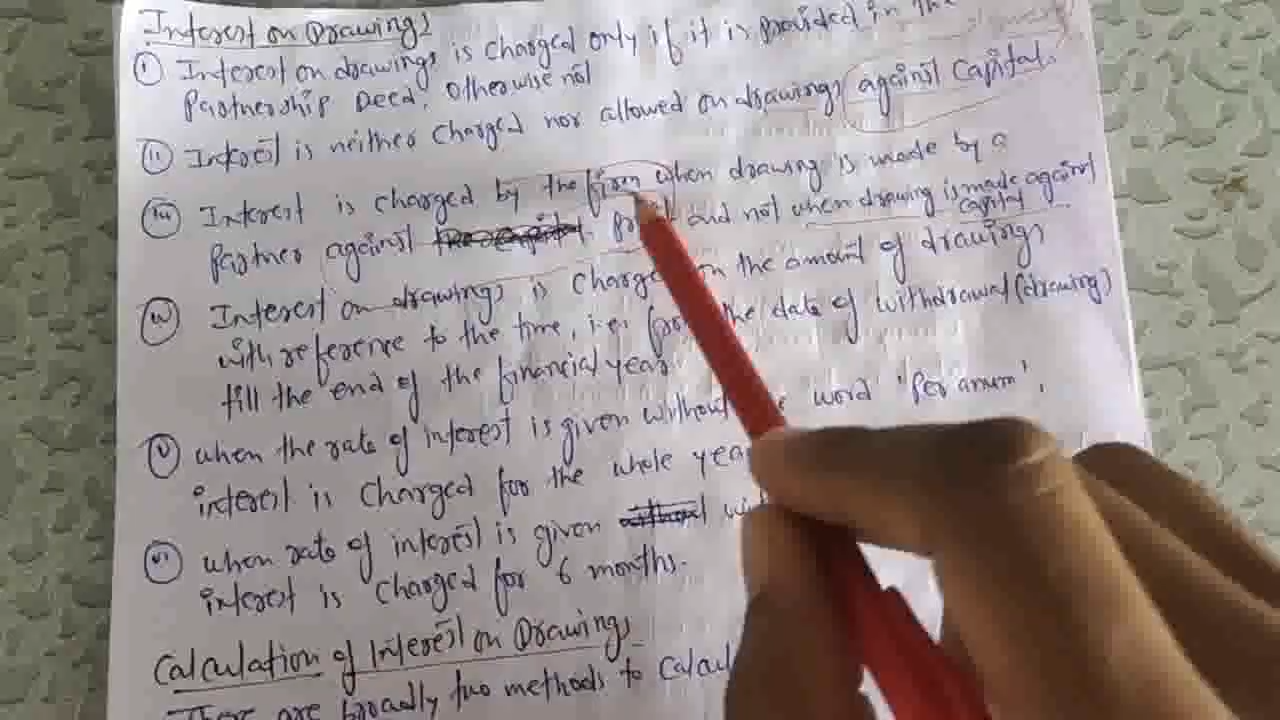 Interest on Drawings
(i) Interest on drawings is charged only if it is provided in the
Partnership Deed. Otherwise not
(ii) Interest is neither charged nor allowed on drawings against capital.
(iii) Interest is charged by the firm when drawing is made by a
Partner against profit and not when drawing is made against
capital
(iv) Interest on drawings is charged on the amount of drawings
with reference to the time, i.e. from the date of withdrawal (drawing)
till the end of the financial year
(v) when the rate of interest is given without word 'Per anum',
interest is charged for the whole year
(vi) when rate of interest is given
interest is charged for 6 months.
Calculation of Interest on Drawings
There are broadly two methods to